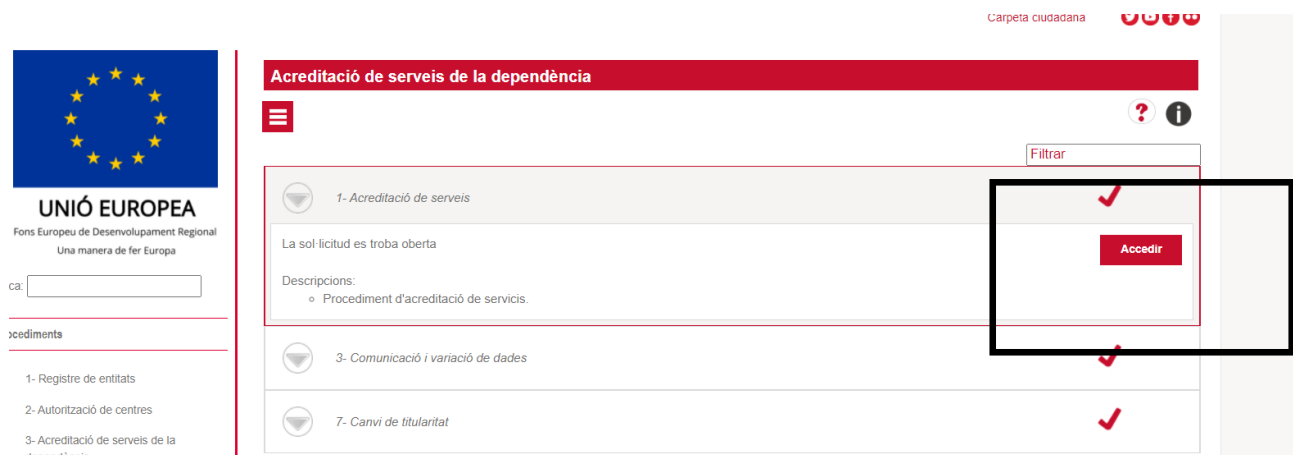 Carpeta ciudadana
Acreditació de serveis de la dependència
Filtrar
UNIÓ EUROPEA
Fons Europeu de Desenvolupament Regional
Una manera de fer Europa
ca:
ocediments
1- Registre de entitats
2- Autorització de centres
3- Acreditació de serveis de la
1- Acreditació de serveis
La sol·licitud es troba oberta
Accedir
Descripcions:
Procediment d'acreditació de servicis.
3- Comunicació i variació de dades
7- Canvi de titularitat